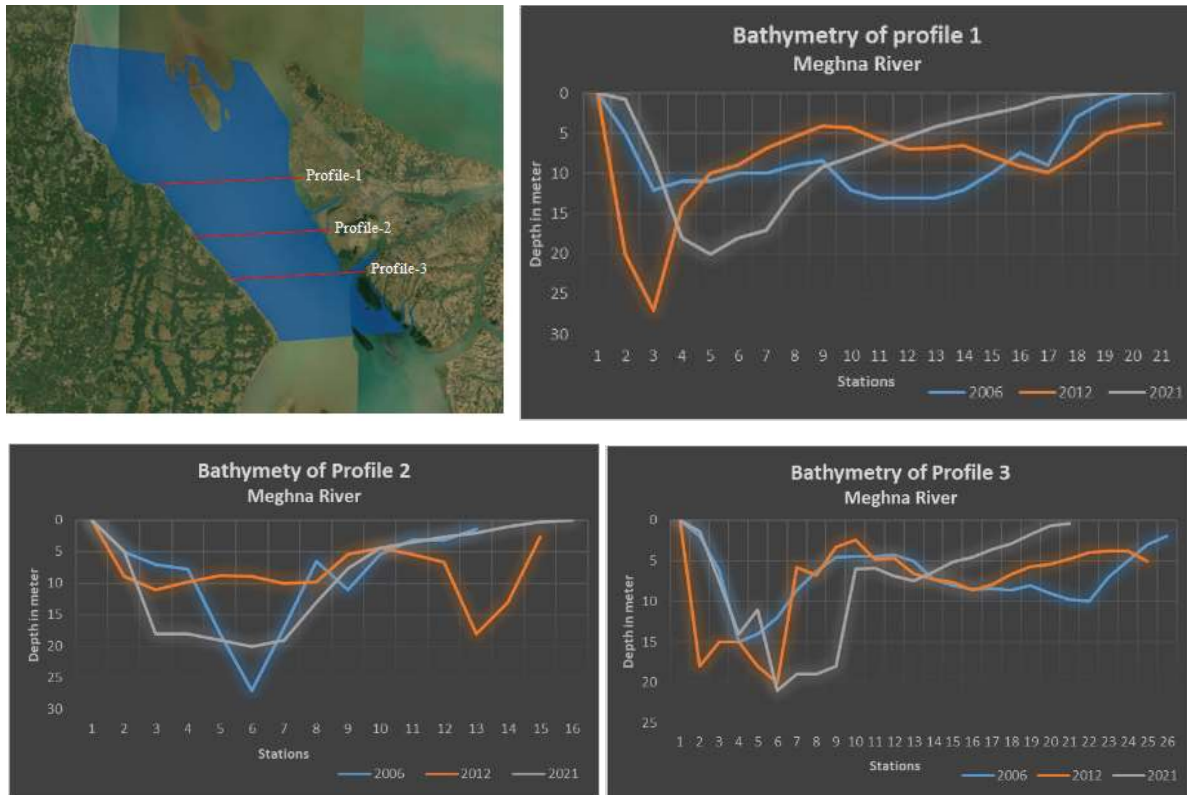 Profile-1
Profile-2
Profile-3
Bathymetry of profile 1
Meghna River
Depth in meter
0
5
10
15
20
25
30
1 2 3 4 5 6 7 8 9 10 11 12 13 14 15 16 17 18 19 20 21
Stations
2006 2012 2021
Bathymety of Profile 2
Meghna River
Depth in meter
0
5
10
15
20
25
30
1 2 3 4 5 6 7 8 9 10 11 12 13 14 15 16
Stations
2006 2012 2021
Bathymetry of Profile 3
Meghna River
Depth in meter
0
5
10
15
20
25
1 2 3 4 5 6 7 8 9 10 11 12 13 14 15 16 17 18 19 20 21 22 23 24 25 26
Stations
2006 2012 2021